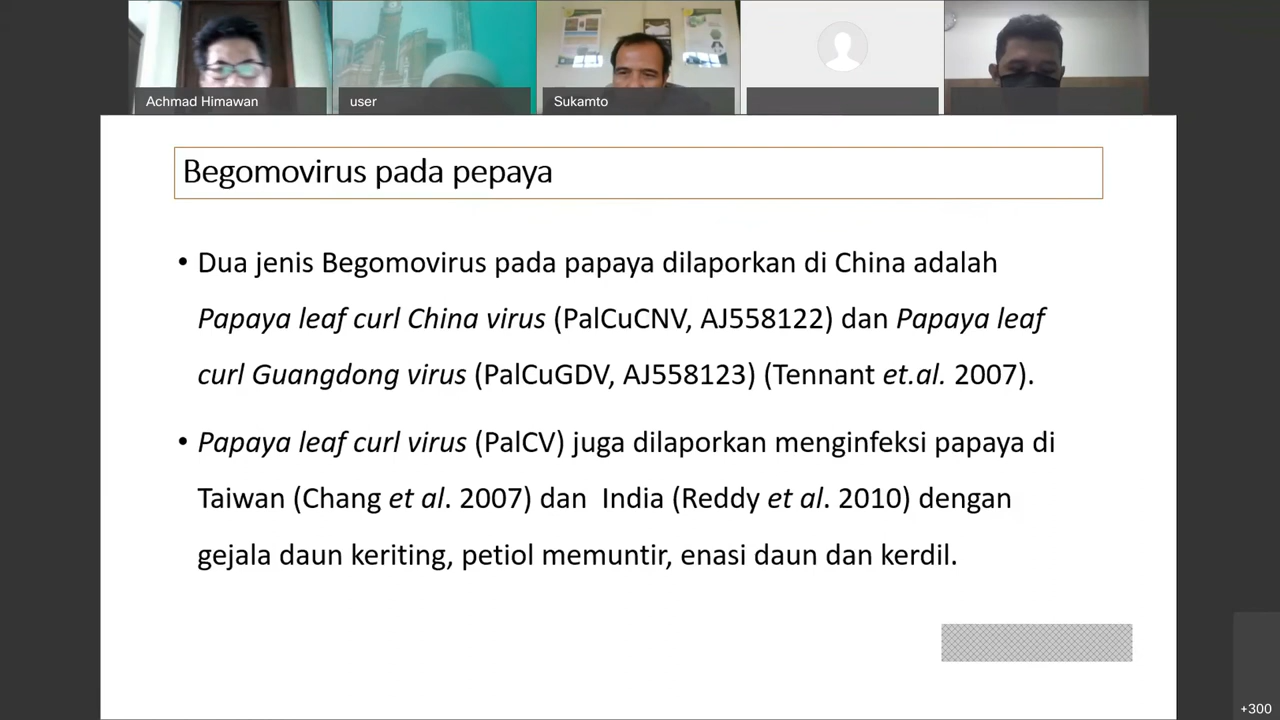 Achmad Himawan
user
Sukamto
Begomovirus pada pepaya
• Dua jenis Begomovirus pada papaya dilaporkan di China adalah
Papaya leaf curl China virus (PalCuCNV, AJ558122) dan Papaya leaf
curl Guangdong virus (PalCuGDV, AJ558123) (Tennant et.al. 2007).
• Papaya leaf curl virus (PalCV) juga dilaporkan menginfeksi papaya di
Taiwan (Chang et al. 2007) dan  India (Reddy et al. 2010) dengan
gejala daun keriting, petiol memuntir, enasi daun dan kerdil.
+300